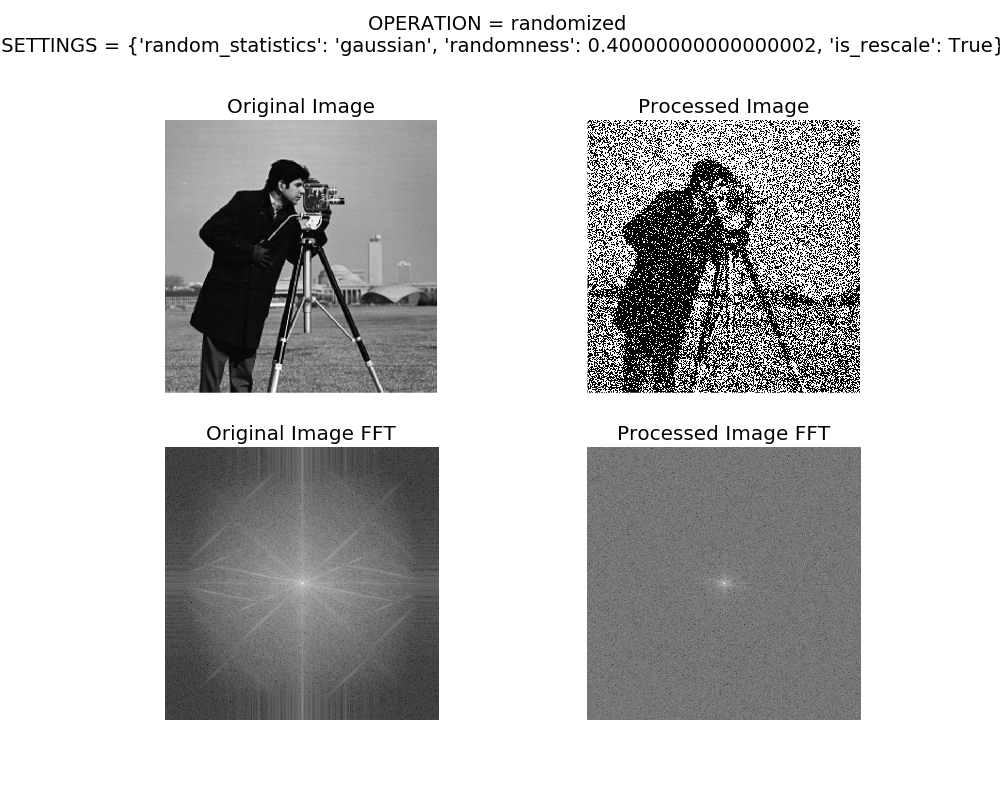 OPERATION = randomized
SETTINGS = {'random_statistics': 'gaussian', 'randomness': 0.40000000000000002, 'is_rescale': True}
Original Image
Processed Image
Original Image FFT
Processed Image FFT